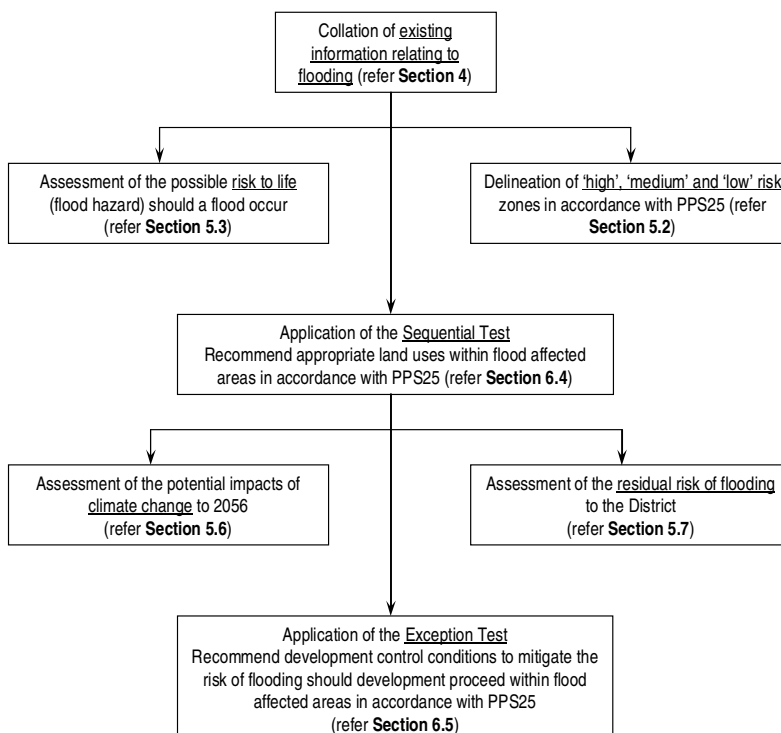 Collation of existing
information relating to
flooding (refer Section 4)
Assessment of the possible risk to life
(flood hazard) should a flood occur
(refer Section 5.3)
Delineation of ‘high’, ‘medium’ and ‘low’ risk
zones in accordance with PPS25 (refer
Section 5.2)
Application of the Sequential Test
Recommend appropriate land uses within flood affected
areas in accordance with PPS25 (refer Section 6.4)
Assessment of the potential impacts of
climate change to 2056
(refer Section 5.6)
Assessment of the residual risk of flooding
to the District
(refer Section 5.7)
Application of the Exception Test
Recommend development control conditions to mitigate the
risk of flooding should development proceed within flood
affected areas in accordance with PPS25
(refer Section 6.5)